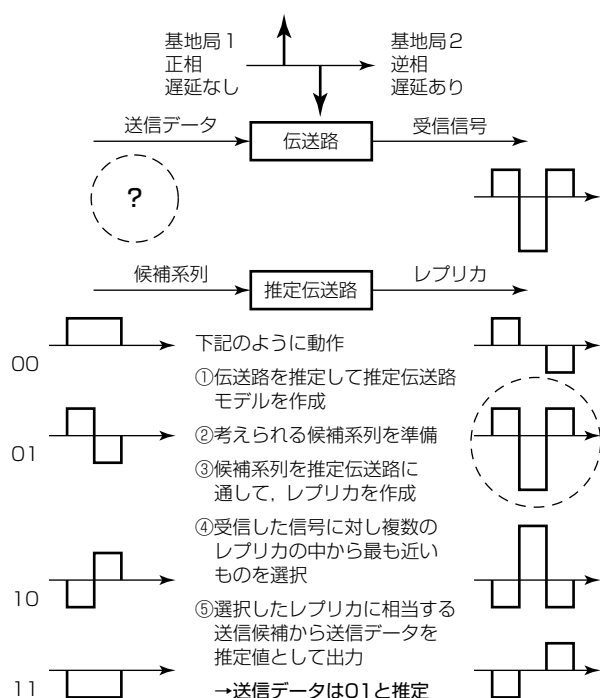 基地局1
正相
遅延なし
基地局2
逆相
遅延あり
送信データ
伝送路
受信信号
?
候補系列
推定伝送路
レプリカ
00
下記のように動作
①伝送路を推定して推定伝送路
モデルを作成
01
②考えられる候補系列を準備
③候補系列を推定伝送路に
通して，レプリカを作成
④受信した信号に対し複数の
レプリカの中から最も近い
ものを選択
10
⑤選択したレプリカに相当する
送信候補から送信データを
推定値として出力
11
→送信データは01と推定